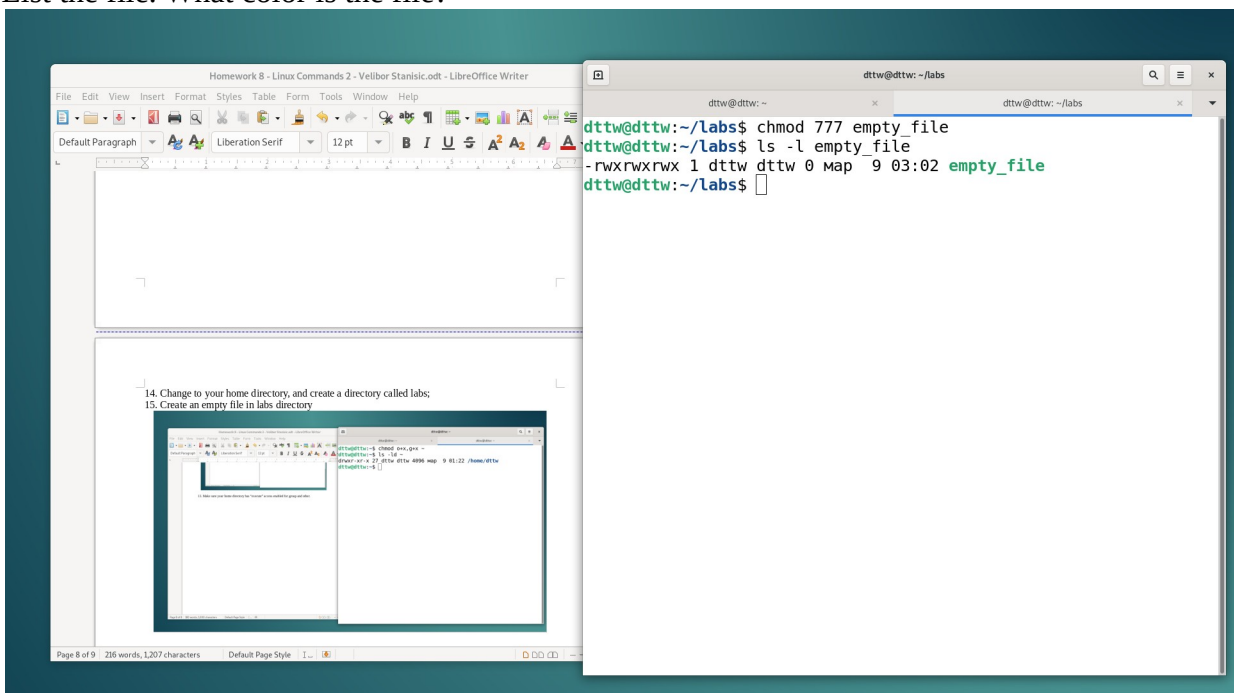 List the file. What color is the file?
Homework 8 - Linux Commands 2 - Velibor Stanisic.odt - LibreOffice Writer
File Edit View Insert Format Styles Table Form Tools Window Help
Default Paragraph Liberation Serif 12 pt
14. Change to your home directory, and create a directory called labs;
15. Create an empty file in labs directory
dttw@dttw:~$ chmod o+x,g+x ~
dttw@dttw:~$ ls -ld ~
drwxr-xr-x 27 dttw dttw 4096 мар 9 01:22 /home/dttw
dttw@dttw:~$
Page 8 of 9 216 words, 1,207 characters Default Page Style
dttw@dttw: ~/labs
dttw@dttw: ~ dttw@dttw: ~/labs
dttw@dttw:~/labs$ chmod 777 empty_file
dttw@dttw:~/labs$ ls -l empty_file
-rwxrwxrwx 1 dttw dttw 0 мар  9 03:02 empty_file
dttw@dttw:~/labs$